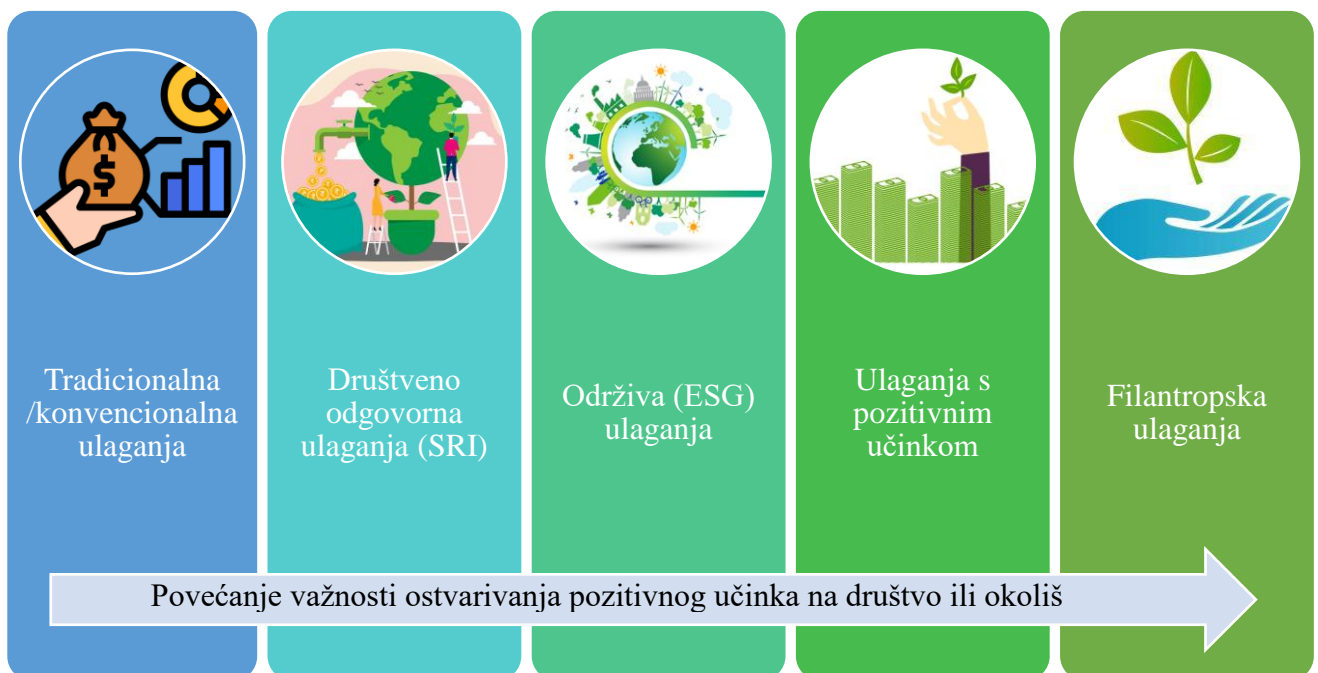 Tradicionalna
/konvencionalna
ulaganja
Društveno
odgovorna
ulaganja (SRI)
Održiva (ESG)
ulaganja
Ulaganja s
pozitivnim
učinkom
Filantropska
ulaganja
Povećanje važnosti ostvarivanja pozitivnog učinka na društvo ili okoliš